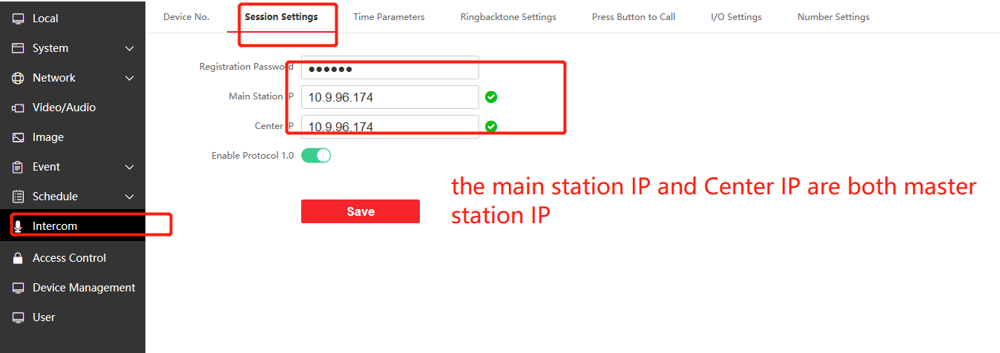 Local
System
Network
Video/Audio
Image
Event
Schedule
Intercom
Access Control
Device Management
User
Device No. Session Settings Time Parameters Ringbacktone Settings Press Button to Call I/O Settings Number Settings
Registration Password ●●●●●●
Main Station IP 10.9.96.174
Center IP 10.9.96.174
Enable Protocol 1.0
the main station IP and Center IP are both master
station IP
Save